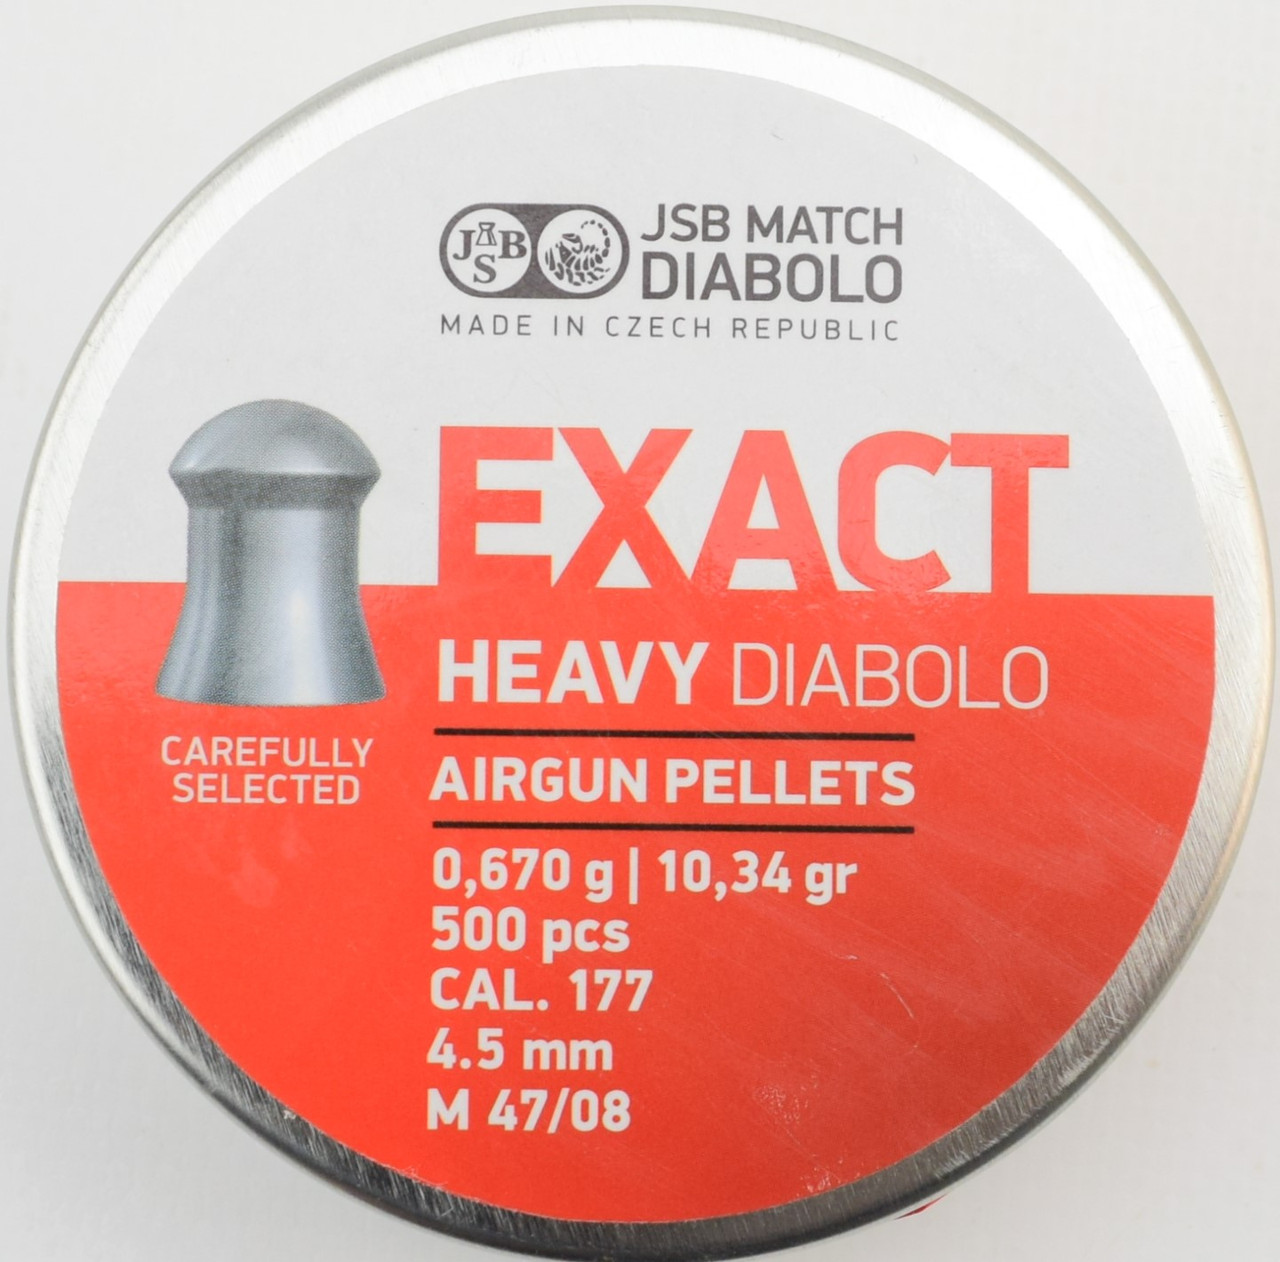 JSB
JSB MATCH
DIABOLO
MADE IN CZECH REPUBLIC
EXACT
HEAVY DIABOLO
CAREFULLY
SELECTED
AIRGUN PELLETS
0,670 g | 10,34 gr
500 pcs
CAL. 177
4.5 mm
M 47/08